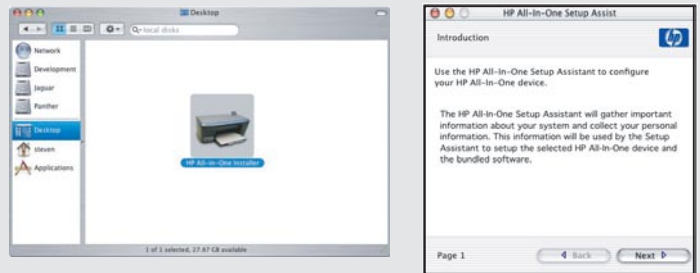 Desktop
Q- local disks
Network
Development
Jaguar
Panther
Desktop
steven
Applications
HP All-in-One Installer
1 of 1 selected, 27.87 GB available
HP All-In-One Setup Assist
Introduction
hp
Use the HP All-In-One Setup Assistant to configure
your HP All-In-One device.
The HP All-In-One Setup Assistant will gather important
information about your system and collect your personal
information. This information will be used by the Setup
Assistant to setup the selected HP All-In-One device and
the bundled software.
Page 1
Back
Next